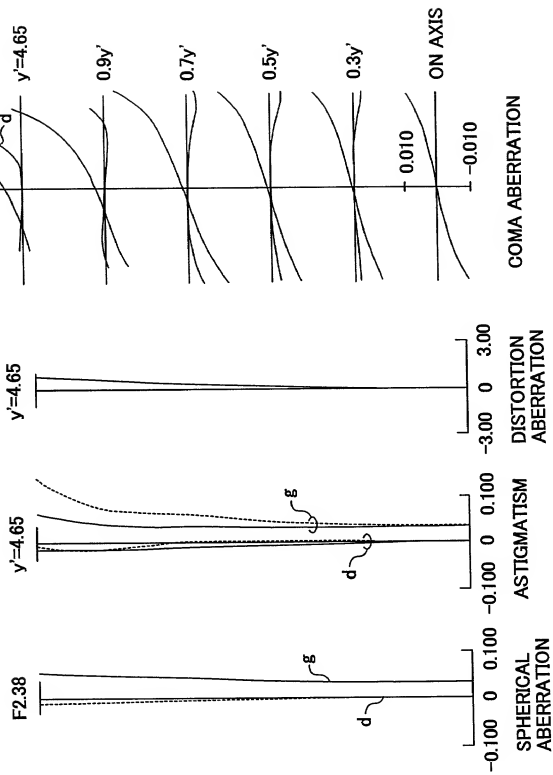 F2.38
g
d
-0.100 0 0.100
SPHERICAL
ABERRATION
y'=4.65
g
d
-0.100 0 0.100
ASTIGMATISM
y'=4.65
-3.00 0 3.00
DISTORTION
ABERRATION
d
y'=4.65
0.9y'
0.7y'
0.5y'
0.3y'
0.010
ON AXIS
-0.010
COMA ABERRATION